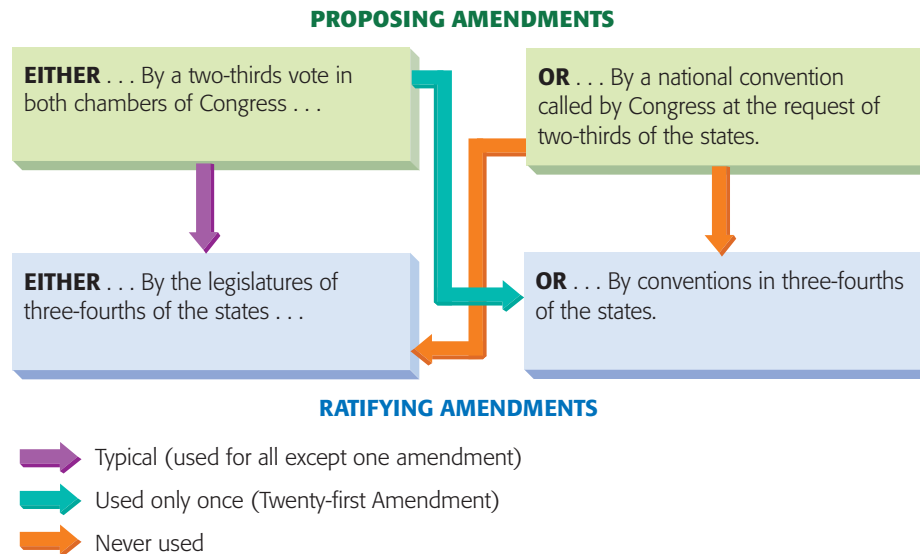 PROPOSING AMENDMENTS
EITHER . . . By a two-thirds vote in
both chambers of Congress . . .
OR . . . By a national convention
called by Congress at the request of
two-thirds of the states.
EITHER . . . By the legislatures of
three-fourths of the states . . .
OR . . . By conventions in three-fourths
of the states.
RATIFYING AMENDMENTS
Typical (used for all except one amendment)
Used only once (Twenty-first Amendment)
Never used